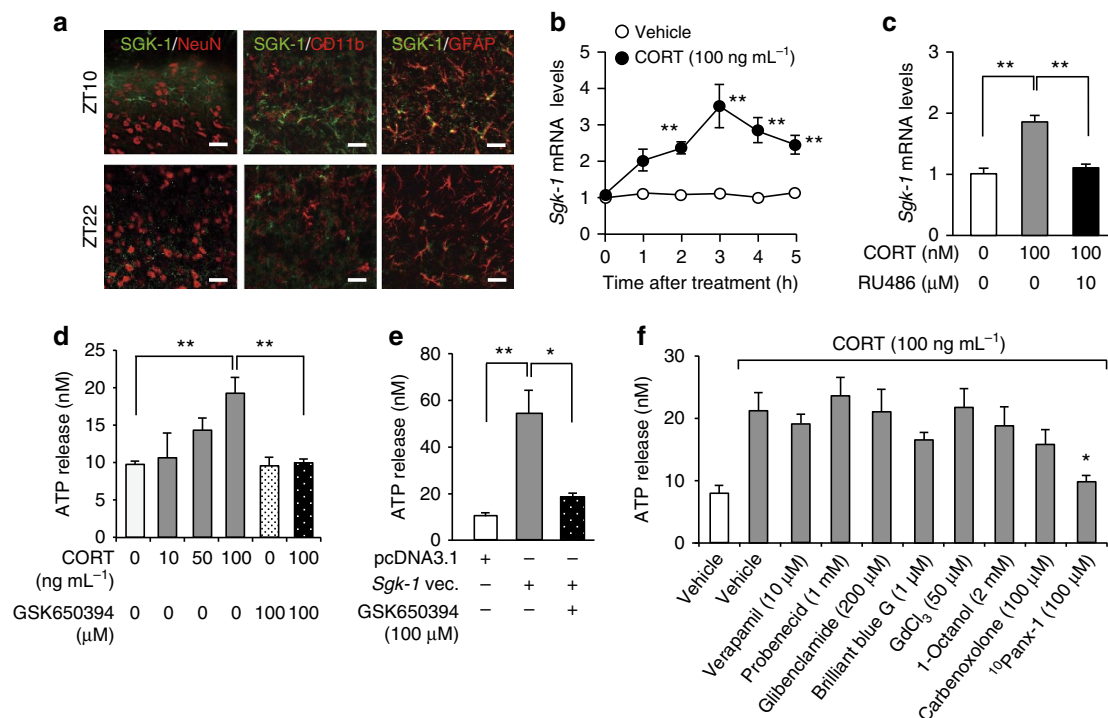 a
SGK-1/NeuN
SGK-1/CD11b
SGK-1/GFAP
ZT10
ZT22
b
Vehicle
CORT (100 ng mL⁻¹)
Sgk-1 mRNA levels
5
4
3
2
1
0
**
**
**
**
0 1 2 3 4 5
Time after treatment (h)
c
Sgk-1 mRNA levels
3
2
1
0
** **
CORT (nM) 0 100 100
RU486 (μM) 0 0 10
d
ATP release (nM)
25
20
15
10
5
0
** **
CORT 0 10 50 100 0 100
(ng mL⁻¹)
GSK650394 0 0 0 0 100 100
(μM)
e
ATP release (nM)
80
60
40
20
0
** *
pcDNA3.1 + – –
Sgk-1 vec. – + +
GSK650394 – – +
(100 μM)
f
CORT (100 ng mL⁻¹)
ATP release (nM)
30
20
10
0
*
Vehicle
Vehicle
Verapamil (10 μM)
Probenecid (1 mM)
Glibenclamide (200 μM)
Brilliant blue G (1 μM)
GdCl₃ (50 μM)
1-Octanol (2 mM)
Carbenoxolone (100 μM)
¹⁰Panx-1 (100 μM)